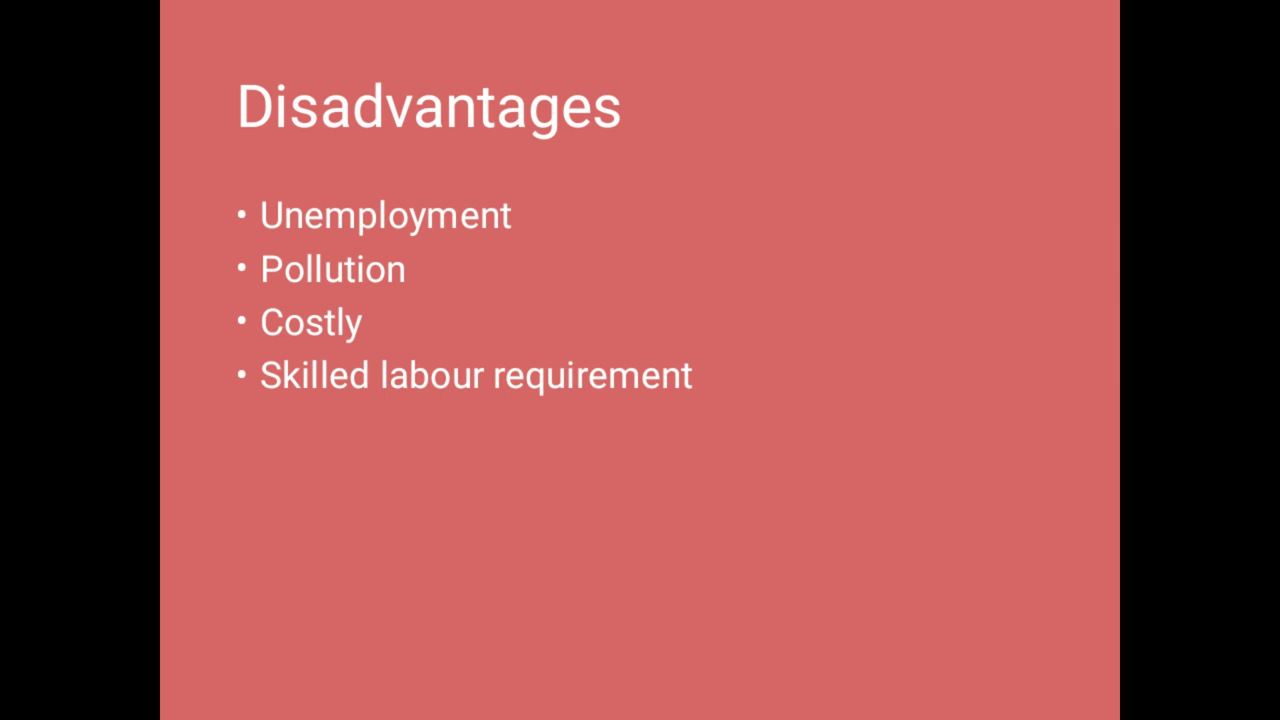 Disadvantages
• Unemployment
• Pollution
• Costly
• Skilled labour requirement